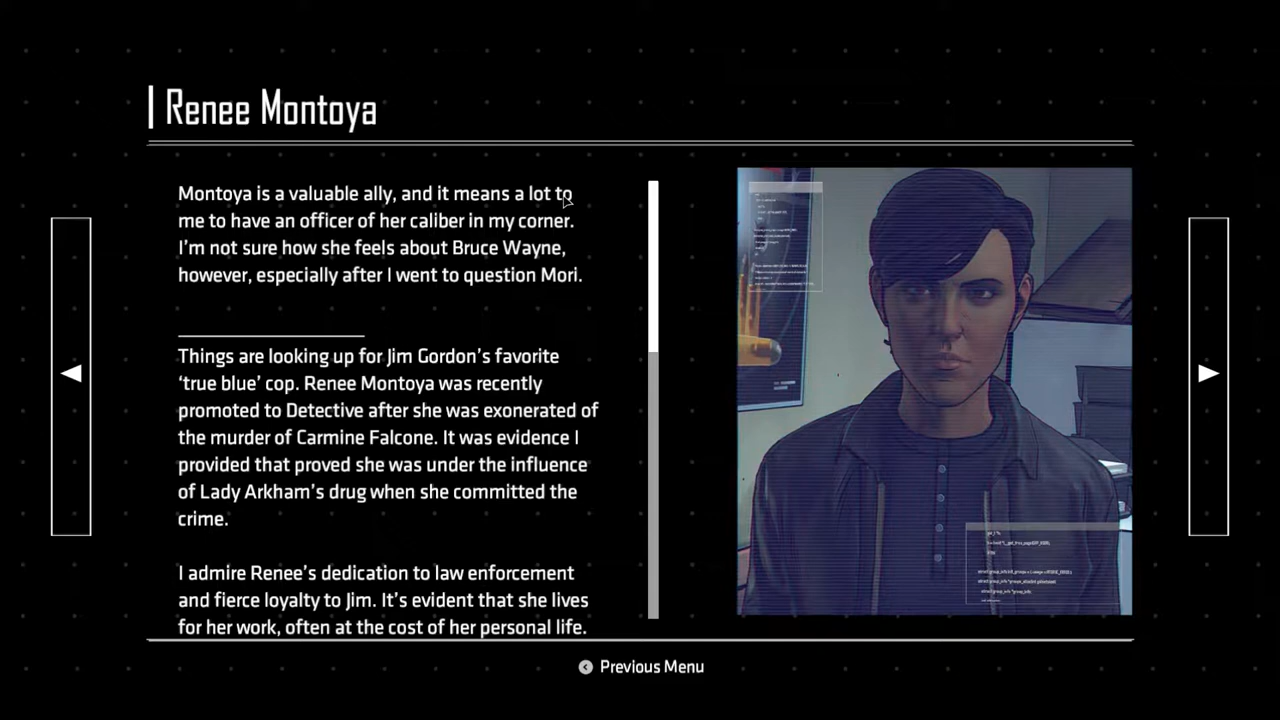 Renee Montoya
Montoya is a valuable ally, and it means a lot to
me to have an officer of her caliber in my corner.
I'm not sure how she feels about Bruce Wayne,
however, especially after I went to question Mori.
Things are looking up for Jim Gordon's favorite
'true blue' cop. Renee Montoya was recently
promoted to Detective after she was exonerated of
the murder of Carmine Falcone. It was evidence I
provided that proved she was under the influence
of Lady Arkham's drug when she committed the
crime.
I admire Renee's dedication to law enforcement
and fierce loyalty to Jim. It's evident that she lives
for her work, often at the cost of her personal life.
Previous Menu